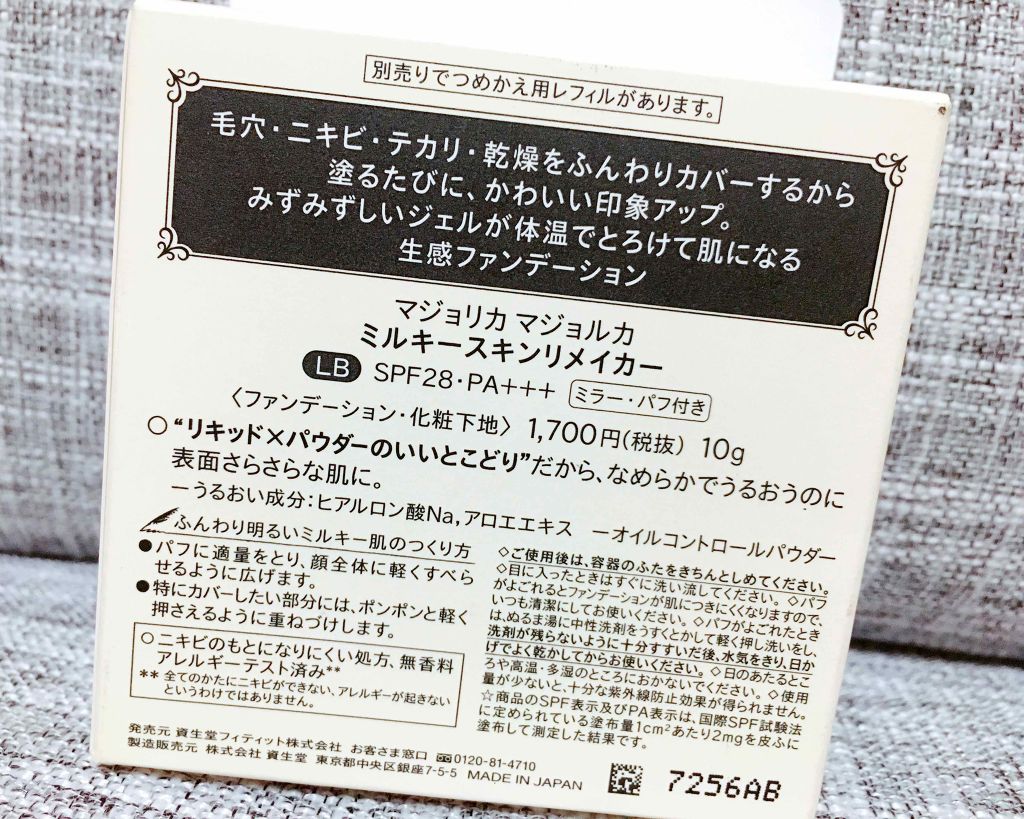 別売りでつめかえ用レフィルがあります。
毛穴・ニキビ・テカリ・乾燥をふんわりカバーするから
塗るたびに、かわいい印象アップ。
みずみずしいジェルが体温でとろけて肌になる
生感ファンデーション
マジョリカ マジョルカ
ミルキースキンリメイカー
LB SPF28・PA+++ ミラー・パフ付き
〈ファンデーション・化粧下地〉 1,700円(税抜) 10g
○“リキッド×パウダーのいいとこどり”だから、なめらかでうるおうのに
表面さらさらな肌に。
ーうるおい成分:ヒアルロン酸Na,アロエエキス ーオイルコントロールパウダー
ふんわり明るいミルキー肌のつくり方
●パフに適量をとり、顔全体に軽くすべら
せるように広げます。
●特にカバーしたい部分には、ポンポンと軽く
押さえるように重ねづけします。
○ニキビのもとになりにくい処方、無香料
アレルギーテスト済み**
**全てのかたにニキビができない、アレルギーが起きない
というわけではありません。
◇ご使用後は、容器のふたをきちんとしめてください。
◇目に入ったときはすぐに洗い流してください。◇パフ
がよごれるとファンデーションが肌につきにくくなりますので、
いつも清潔にしてお使いください。◇パフがよごれたとき
は、ぬるま湯に中性洗剤をうすくとかして軽く押し洗いをし、
洗剤が残らないように十分すすいだ後、水気をきり、日か
げでよく乾かしてからお使いください。◇日のあたるとこ
ろや高温・多湿のところにおかないでください。◇使用
量が少ないと、十分な紫外線防止効果が得られません。
☆商品のSPF表示及びPA表示は、国際SPF試験法
に定められている塗布量1cm²あたり2mgを皮ふに
塗布して測定した結果です。
発売元 資生堂フィティット株式会社 お客さま窓口 0120-81-4710
製造販売元 株式会社 資生堂 東京都中央区銀座7-5-5 MADE IN JAPAN
7256AB